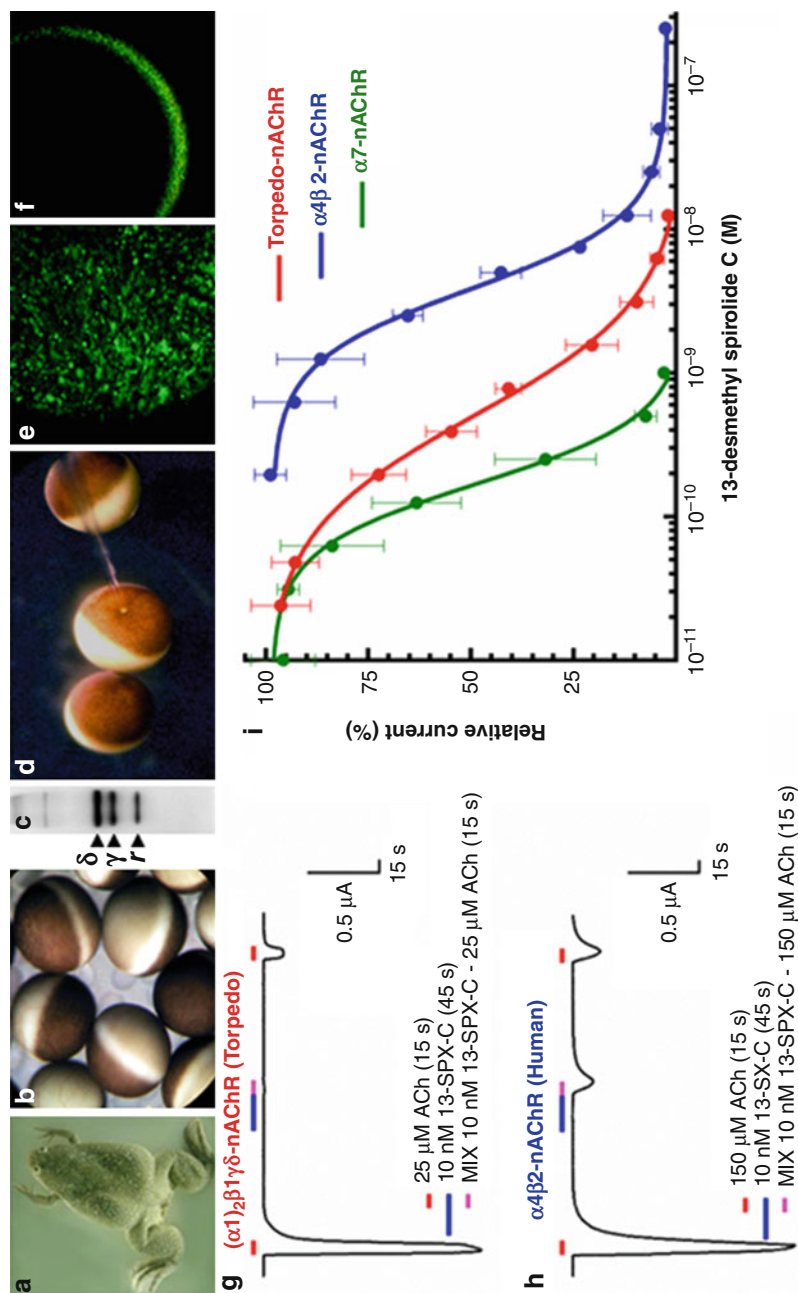 a
b
c
δ
γ
r
d
e
f
g
(α1)₂β1γδ-nAChR (Torpedo)
25 μM ACh (15 s)
10 nM 13-SPX-C (45 s)
MIX 10 nM 13-SPX-C - 25 μM ACh (15 s)
0.5 μA
15 s
h
α4β2-nAChR (Human)
150 μM ACh (15 s)
10 nM 13-SX-C (45 s)
MIX 10 nM 13-SPX-C - 150 μM ACh (15 s)
0.5 μA
15 s
i
Relative current (%)
100
75
50
25
10⁻¹¹
10⁻¹⁰
10⁻⁹
10⁻⁸
10⁻⁷
13-desmethyl spirolide C (M)
Torpedo-nAChR
α4β 2-nAChR
α7-nAChR